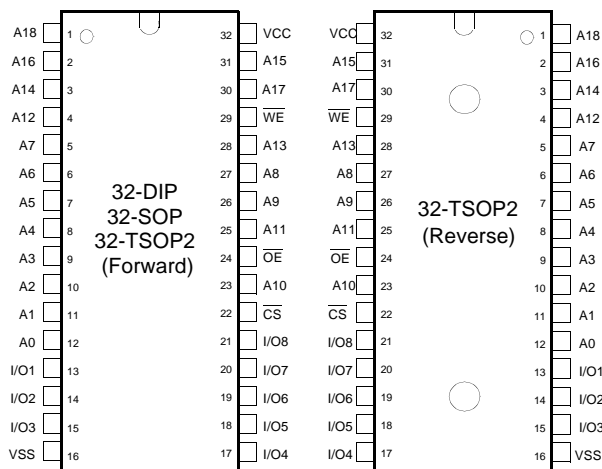 A18 1 32 VCC VCC 32 1 A18
A16 2 31 A15 A15 31 2 A16
A14 3 30 A17 A17 30 3 A14
A12 4 29 W̅E̅ W̅E̅ 29 4 A12
A7 5 28 A13 A13 28 5 A7
A6 6 27 A8 A8 27 6 A6
A5 7 26 A9 A9 26 7 A5
A4 8 25 A11 A11 25 8 A4
A3 9 24 O̅E̅ O̅E̅ 24 9 A3
A2 10 23 A10 A10 23 10 A2
A1 11 22 C̅S̅ C̅S̅ 22 11 A1
A0 12 21 I/O8 I/O8 21 12 A0
I/O1 13 20 I/O7 I/O7 20 13 I/O1
I/O2 14 19 I/O6 I/O6 19 14 I/O2
I/O3 15 18 I/O5 I/O5 18 15 I/O3
VSS 16 17 I/O4 I/O4 17 16 VSS
32-DIP
32-SOP
32-TSOP2
(Forward)
32-TSOP2
(Reverse)